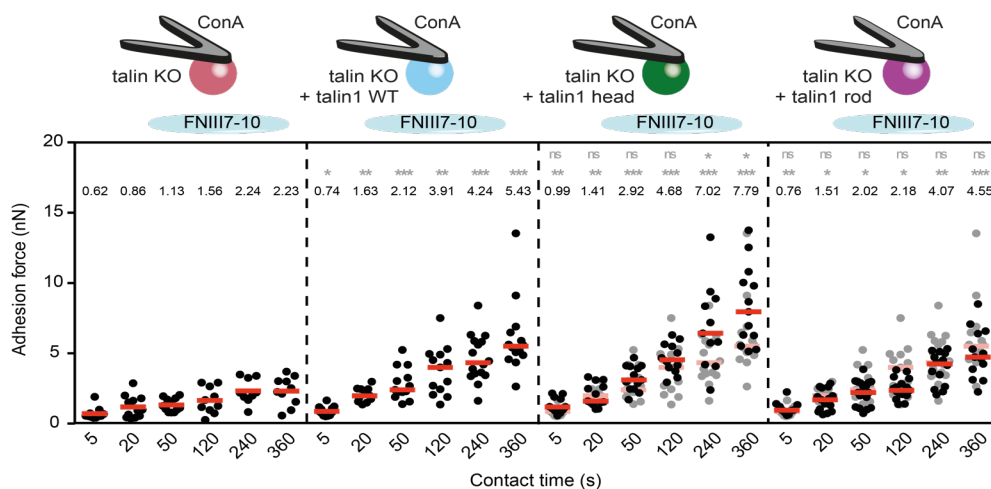 ConA
ConA
ConA
ConA
talin KO
talin KO
+ talin1 WT
talin KO
+ talin1 head
talin KO
+ talin1 rod
FNIII7-10
FNIII7-10
FNIII7-10
FNIII7-10
ns ns ns ns * * ns ns ns ns ns ns
* ** *** ** *** *** ** ** *** *** *** *** ** * * * ** ***
0.62 0.86 1.13 1.56 2.24 2.23 0.74 1.63 2.12 3.91 4.24 5.43 0.99 1.41 2.92 4.68 7.02 7.79 0.76 1.51 2.02 2.18 4.07 4.55
Adhesion force (nN)
20
15
10
5
0
5 20 50 120 240 360 5 20 50 120 240 360 5 20 50 120 240 360 5 20 50 120 240 360
Contact time (s)